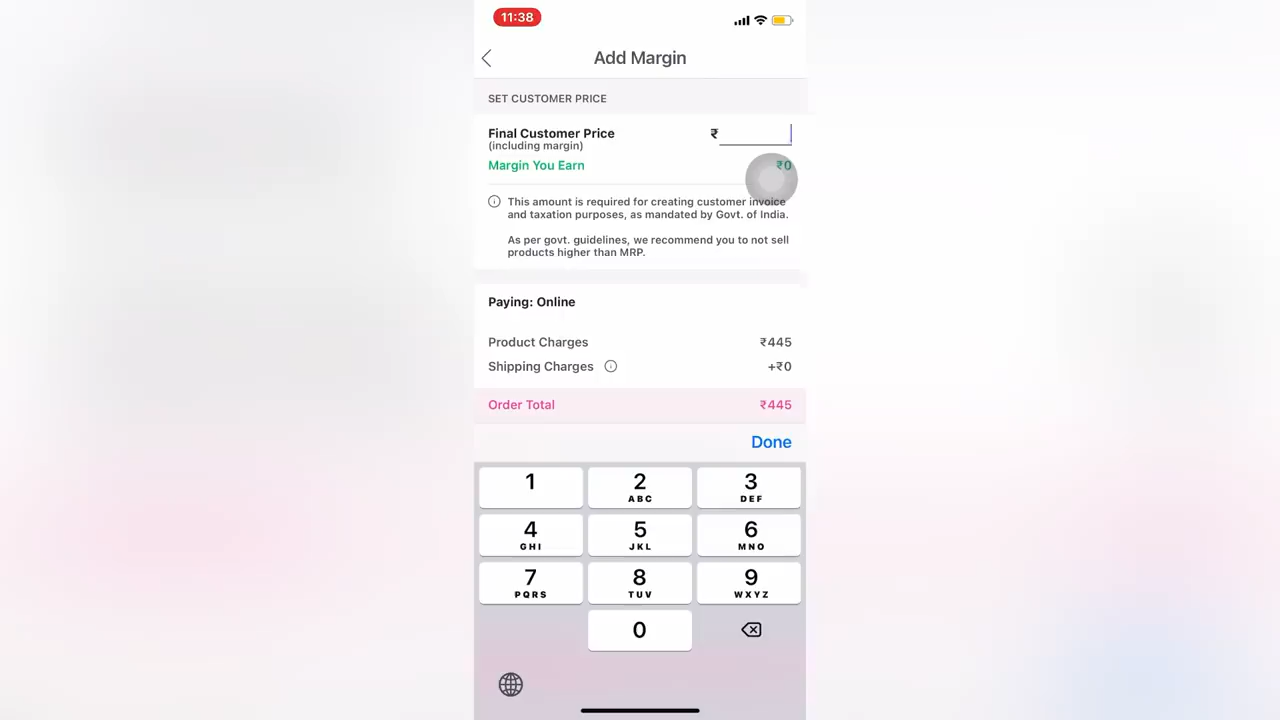 11:38
Add Margin
SET CUSTOMER PRICE
Final Customer Price ₹
(including margin)
Margin You Earn ₹0
This amount is required for creating customer invoice
and taxation purposes, as mandated by Govt. of India.
As per govt. guidelines, we recommend you to not sell
products higher than MRP.
Paying: Online
Product Charges ₹445
Shipping Charges +₹0
Order Total ₹445
Done
1 2 3
ABC DEF
4 5 6
GHI JKL MNO
7 8 9
PQRS TUV WXYZ
0